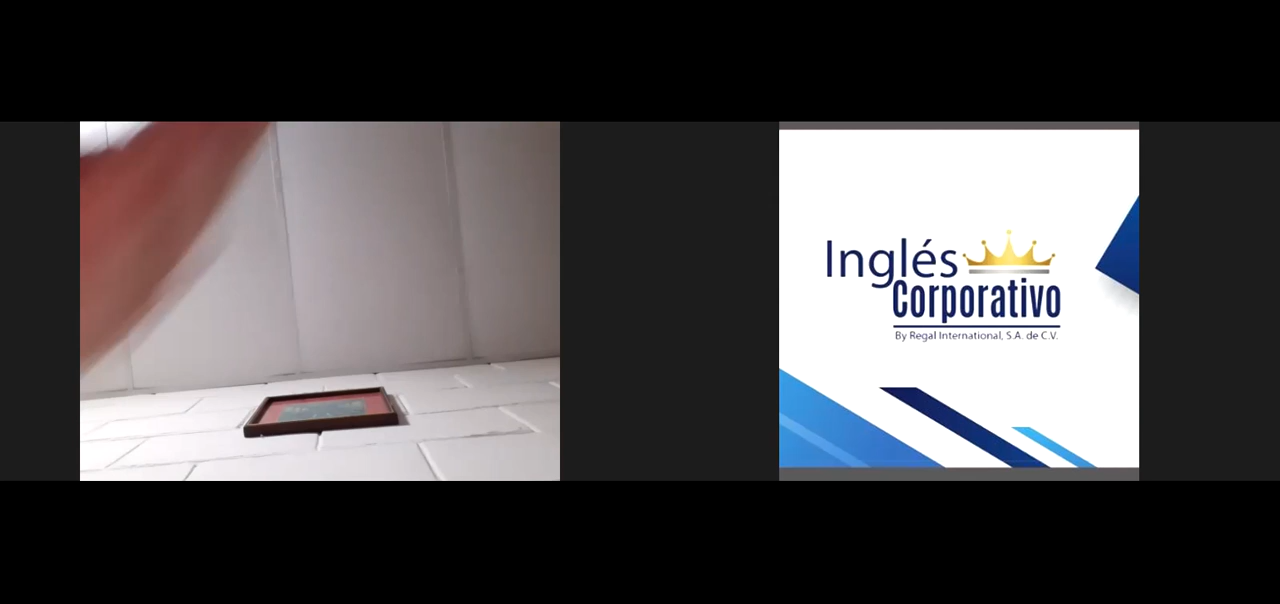 Inglés
Corporativo
By Regal International, S.A. de C.V.